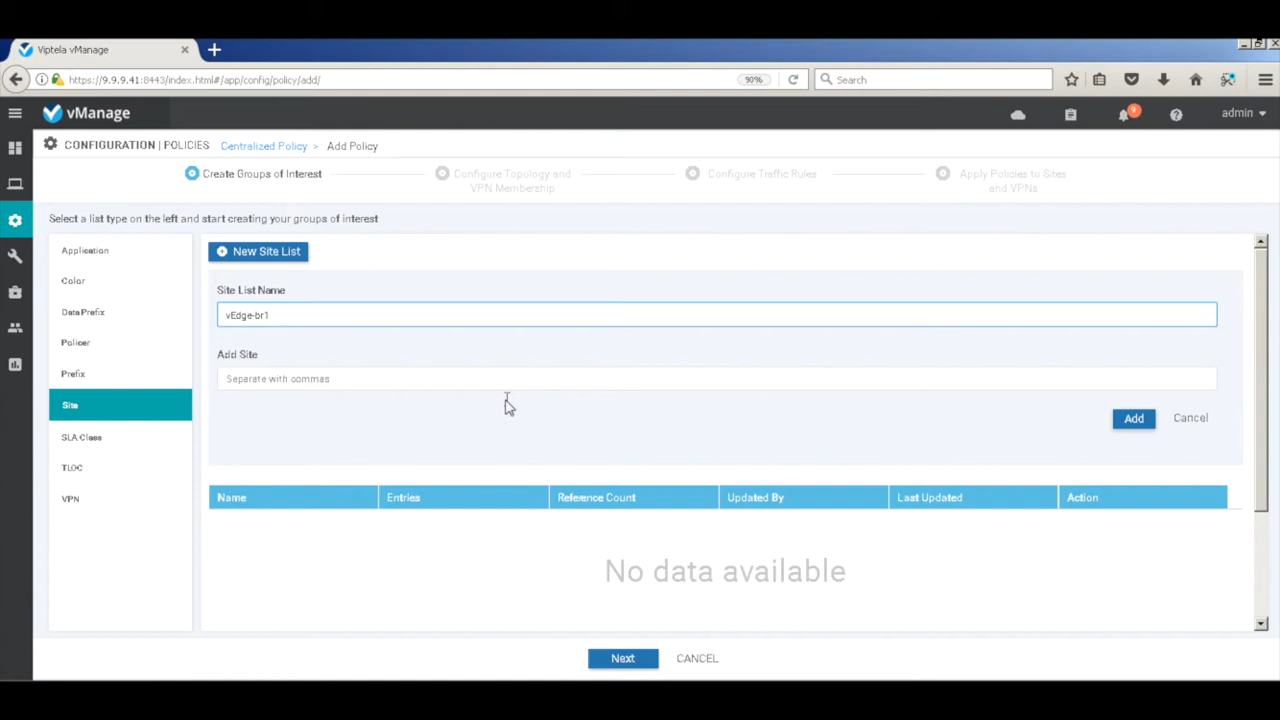 Viptela vManage
https://9.9.9.41:8443/index.html#/app/config/policy/add/
90%
Search
vManage
9
admin
CONFIGURATION | POLICIES Centralized Policy > Add Policy
Create Groups of Interest
Configure Topology and
VPN Membership
Configure Traffic Rules
Apply Policies to Sites
and VPNs
Select a list type on the left and start creating your groups of interest
Application
Color
Data Prefix
Policer
Prefix
Site
SLA Class
TLOC
VPN
New Site List
Site List Name
vEdge-br1
Add Site
Separate with commas
Add Cancel
Name Entries Reference Count Updated By Last Updated Action
No data available
Next CANCEL